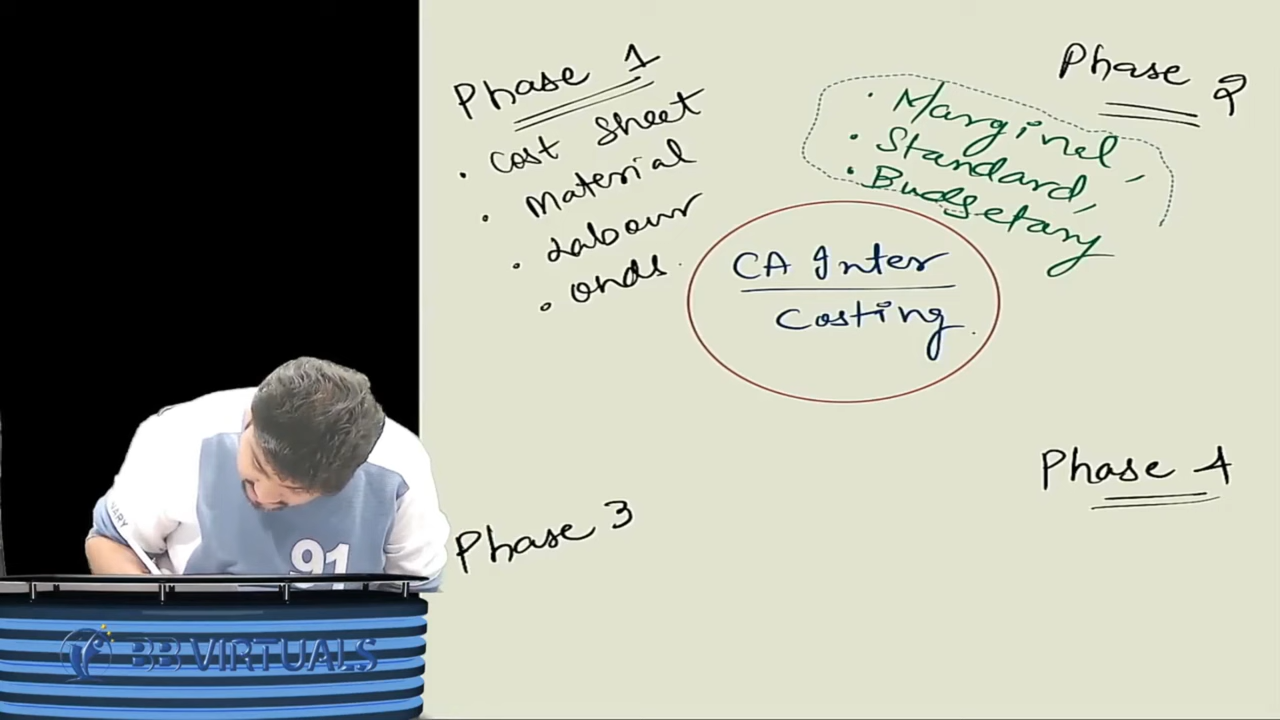 Phase 1
• Cost Sheet
• Material
• Labour
• OHDs.
Phase 2
• Marginal,
• Standard,
• Budgetary
CA Inter
Costing
Phase 3
Phase 4
NARY
91
BB VIRTUALS